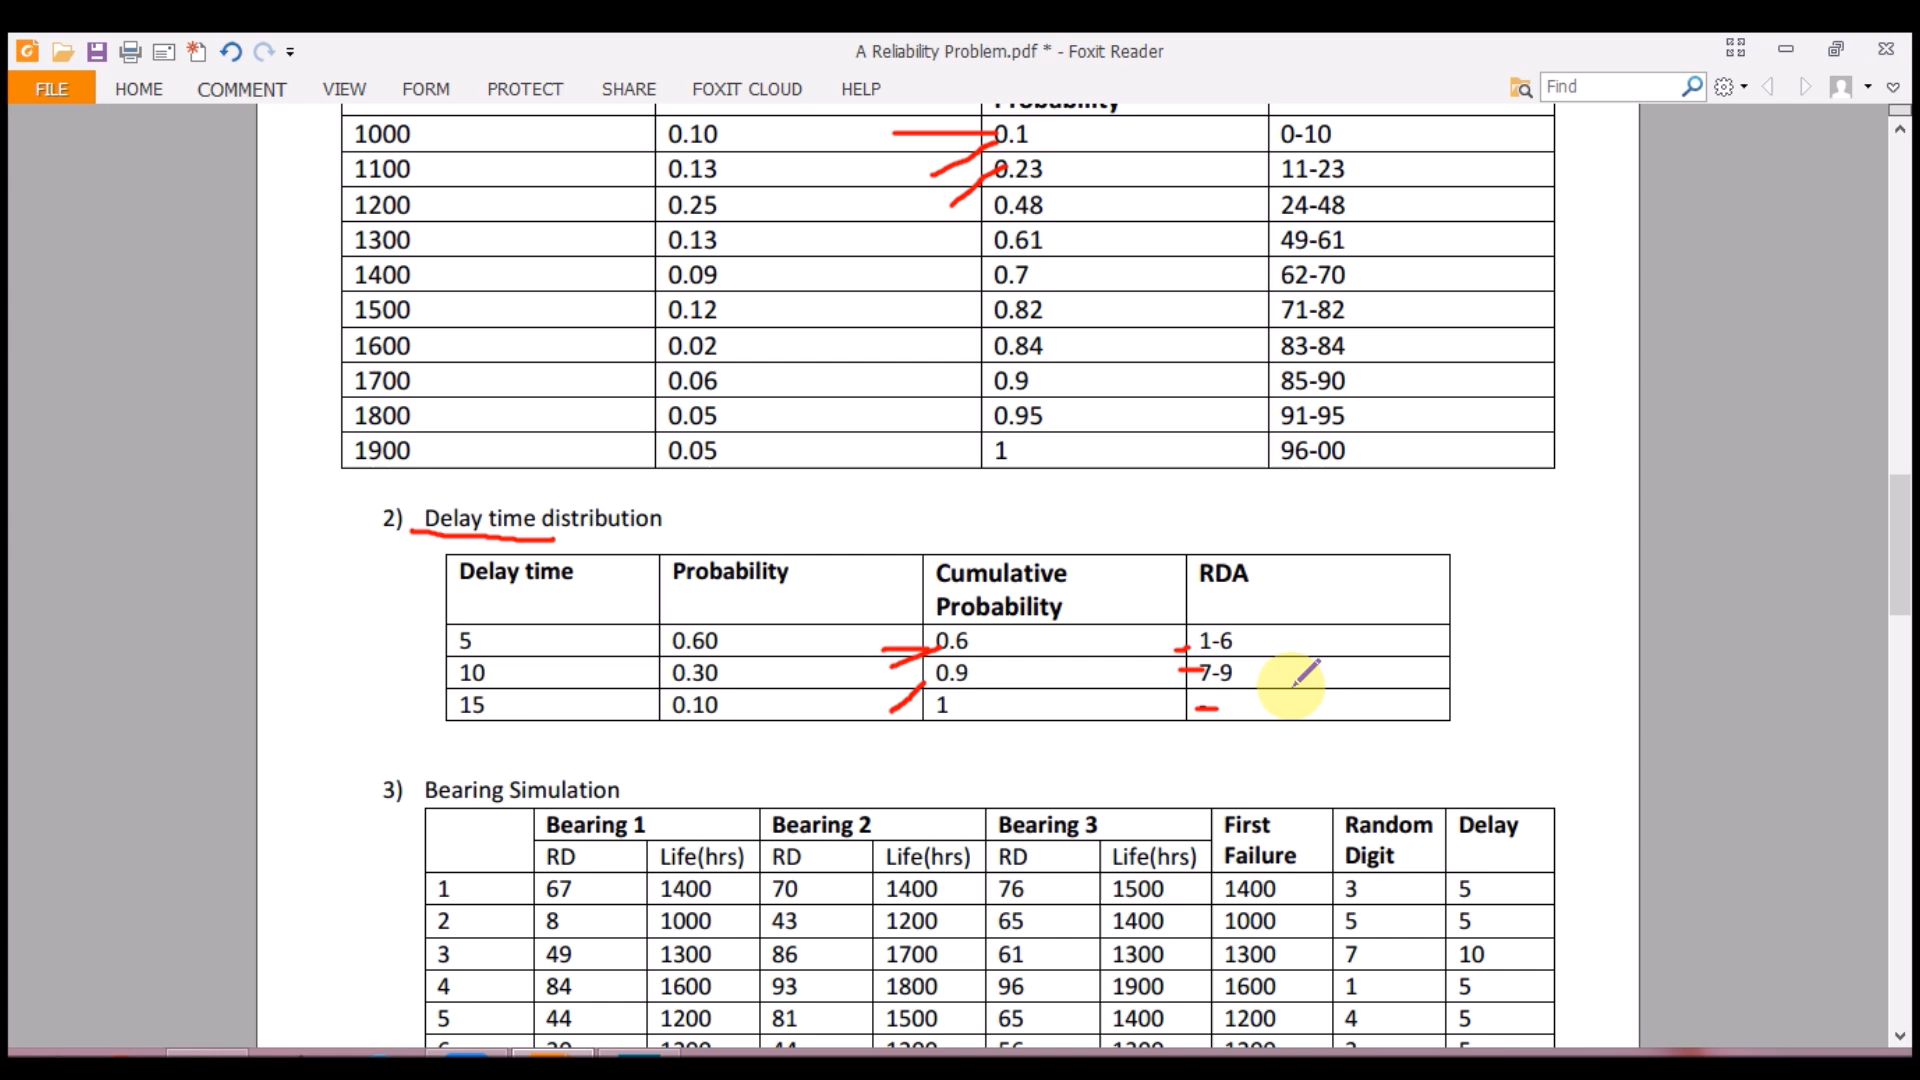 A Reliability Problem.pdf * - Foxit Reader
FILE HOME COMMENT VIEW FORM PROTECT SHARE FOXIT CLOUD HELP Find
Probability
1000 0.10 0.1 0-10
1100 0.13 0.23 11-23
1200 0.25 0.48 24-48
1300 0.13 0.61 49-61
1400 0.09 0.7 62-70
1500 0.12 0.82 71-82
1600 0.02 0.84 83-84
1700 0.06 0.9 85-90
1800 0.05 0.95 91-95
1900 0.05 1 96-00
2) Delay time distribution
Delay time Probability Cumulative RDA
Probability
5 0.60 0.6 1-6
10 0.30 0.9 7-9
15 0.10 1
3) Bearing Simulation
Bearing 1 Bearing 2 Bearing 3 First Random Delay
RD Life(hrs) RD Life(hrs) RD Life(hrs) Failure Digit
1 67 1400 70 1400 76 1500 1400 3 5
2 8 1000 43 1200 65 1400 1000 5 5
3 49 1300 86 1700 61 1300 1300 7 10
4 84 1600 93 1800 96 1900 1600 1 5
5 44 1200 81 1500 65 1400 1200 4 5